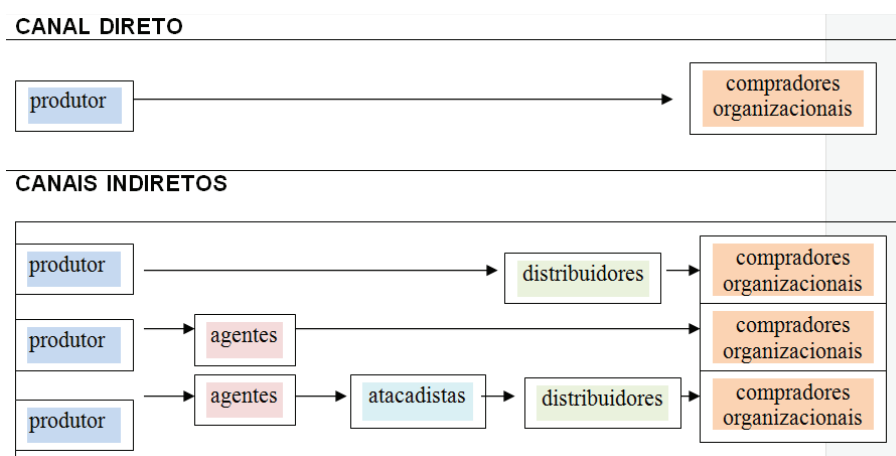 CANAL DIRETO
produtor
compradores
organizacionais
CANAIS INDIRETOS
produtor
distribuidores
compradores
organizacionais
produtor
agentes
compradores
organizacionais
produtor
agentes
atacadistas
distribuidores
compradores
organizacionais